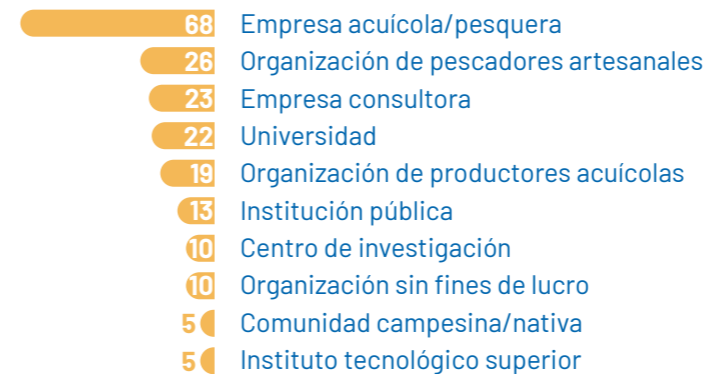 68 Empresa acuícola/pesquera
26 Organización de pescadores artesanales
23 Empresa consultora
22 Universidad
19 Organización de productores acuícolas
13 Institución pública
10 Centro de investigación
10 Organización sin fines de lucro
5 Comunidad campesina/nativa
5 Instituto tecnológico superior